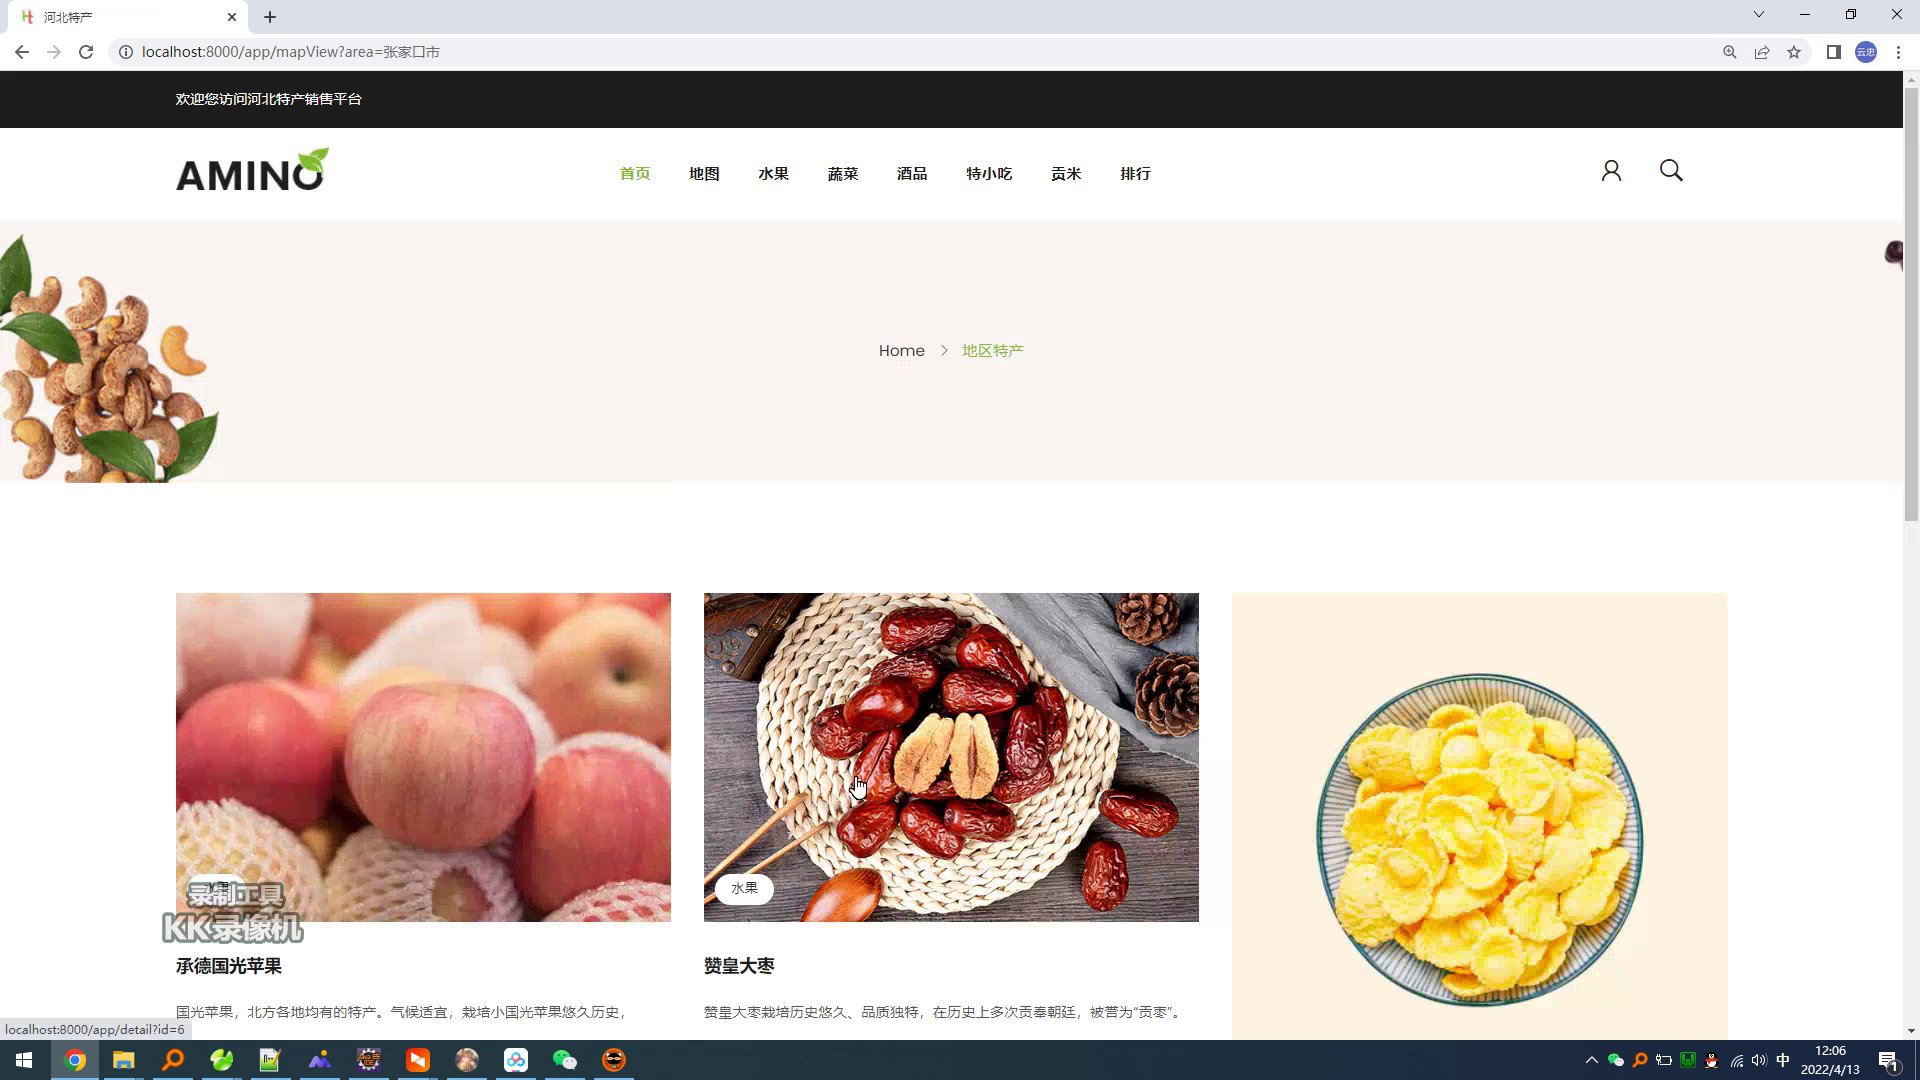 河北特产
localhost:8000/app/mapView?area=张家口市
云忠
欢迎您访问河北特产销售平台
AMINO
首页 地图 水果 蔬菜 酒品 特小吃 贡米 排行
Home > 地区特产
水果
水果
录制工具
KK录像机
承德国光苹果
赞皇大枣
国光苹果，北方各地均有的特产。气候适宜，栽培小国光苹果悠久历史，
赞皇大枣栽培历史悠久、品质独特，在历史上多次贡奉朝廷，被誉为“贡枣”。
localhost:8000/app/detail?id=6
中
12:06
2022/4/13
1